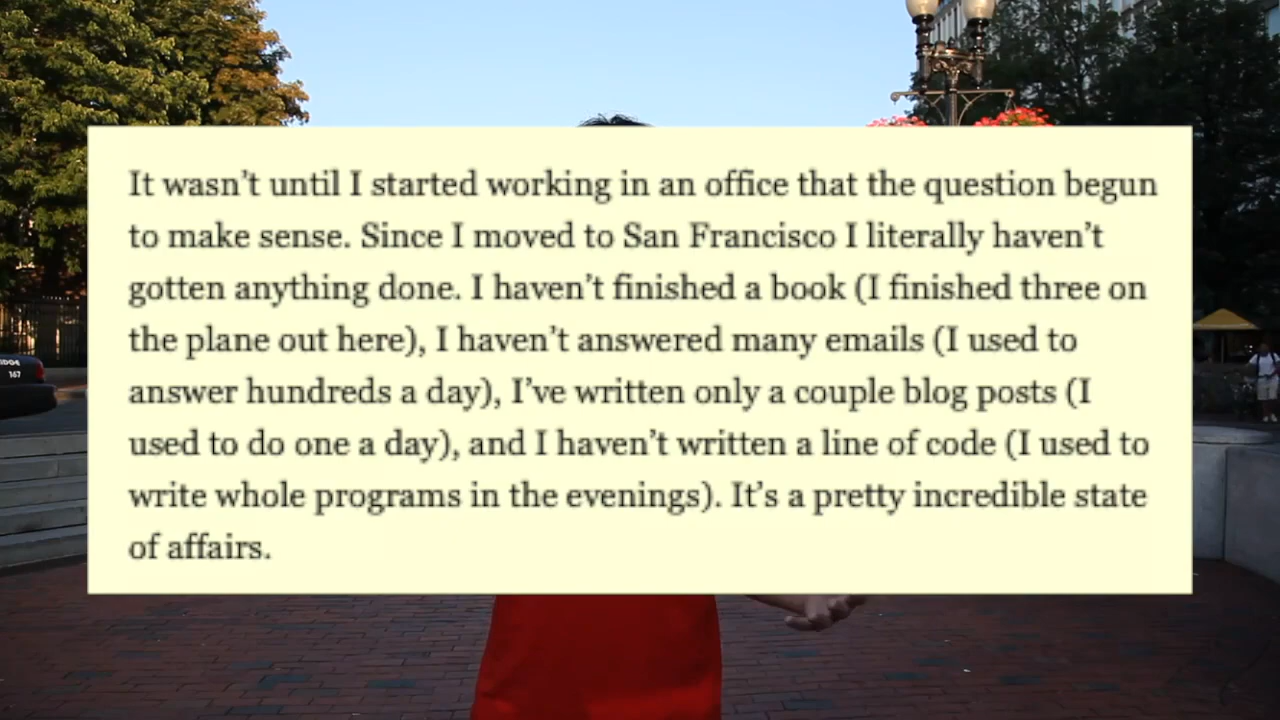 It wasn’t until I started working in an office that the question begun
to make sense. Since I moved to San Francisco I literally haven’t
gotten anything done. I haven’t finished a book (I finished three on
the plane out here), I haven’t answered many emails (I used to
answer hundreds a day), I’ve written only a couple blog posts (I
used to do one a day), and I haven’t written a line of code (I used to
write whole programs in the evenings). It’s a pretty incredible state
of affairs.
167